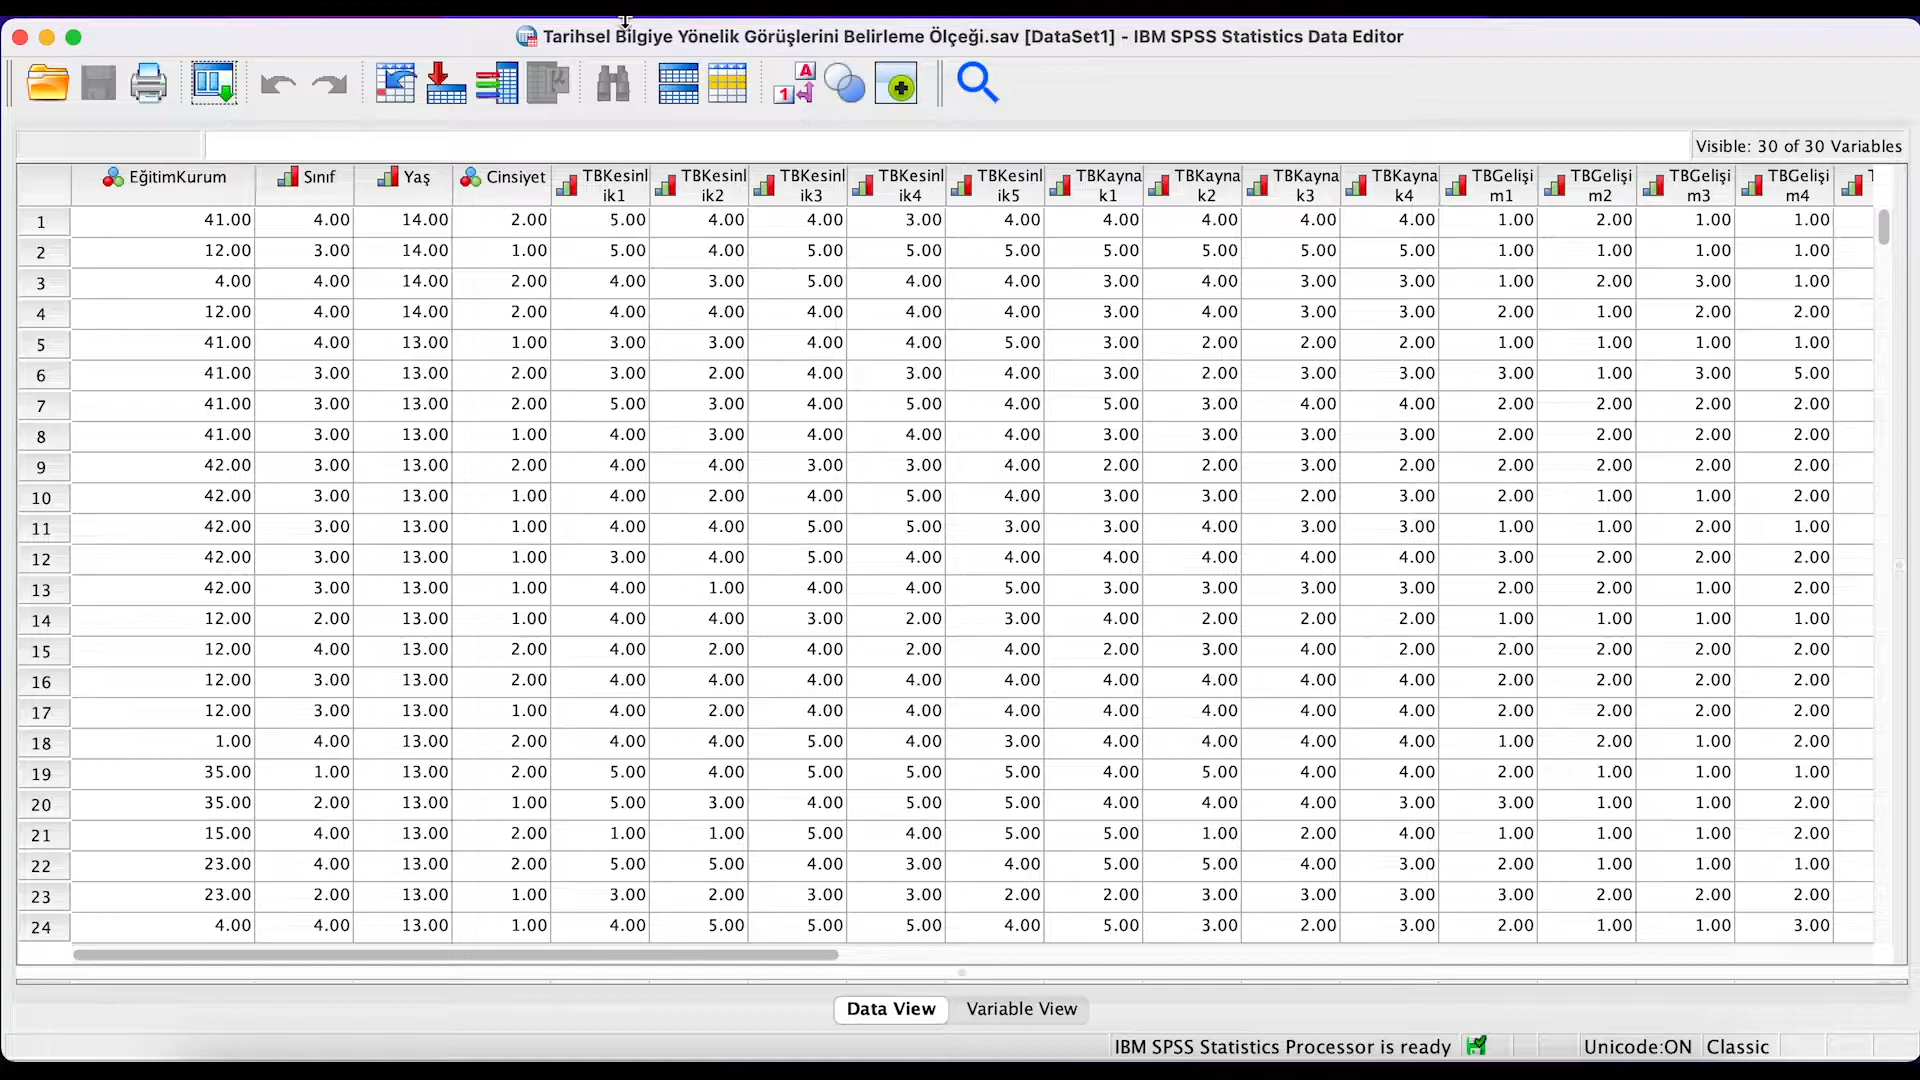 Tarihsel Bilgiye Yönelik Görüşlerini Belirleme Ölçeği.sav [DataSet1] - IBM SPSS Statistics Data Editor
Visible: 30 of 30 Variables
EğitimKurum Sınıf Yaş Cinsiyet TBKesinlik1 TBKesinlik2 TBKesinlik3 TBKesinlik4 TBKesinlik5 TBKaynak1 TBKaynak2 TBKaynak3 TBKaynak4 TBGelişim1 TBGelişim2 TBGelişim3 TBGelişim4
1 41.00 4.00 14.00 2.00 5.00 4.00 4.00 3.00 4.00 4.00 4.00 4.00 4.00 1.00 2.00 1.00 1.00
2 12.00 3.00 14.00 1.00 5.00 4.00 5.00 5.00 5.00 5.00 5.00 5.00 5.00 1.00 1.00 1.00 1.00
3 4.00 4.00 14.00 2.00 4.00 3.00 5.00 4.00 4.00 3.00 4.00 3.00 3.00 1.00 2.00 3.00 1.00
4 12.00 4.00 14.00 2.00 4.00 4.00 4.00 4.00 4.00 3.00 4.00 3.00 3.00 2.00 1.00 2.00 2.00
5 41.00 4.00 13.00 1.00 3.00 3.00 4.00 4.00 5.00 3.00 2.00 2.00 2.00 1.00 1.00 1.00 1.00
6 41.00 3.00 13.00 2.00 3.00 2.00 4.00 3.00 4.00 3.00 2.00 3.00 3.00 3.00 1.00 3.00 5.00
7 41.00 3.00 13.00 2.00 5.00 3.00 4.00 5.00 4.00 5.00 3.00 4.00 4.00 2.00 2.00 2.00 2.00
8 41.00 3.00 13.00 1.00 4.00 3.00 4.00 4.00 4.00 3.00 3.00 3.00 3.00 2.00 2.00 2.00 2.00
9 42.00 3.00 13.00 2.00 4.00 4.00 3.00 3.00 4.00 2.00 2.00 3.00 2.00 2.00 2.00 2.00 2.00
10 42.00 3.00 13.00 1.00 4.00 2.00 4.00 5.00 4.00 3.00 3.00 2.00 3.00 2.00 1.00 1.00 2.00
11 42.00 3.00 13.00 1.00 4.00 4.00 5.00 5.00 3.00 3.00 4.00 3.00 3.00 1.00 1.00 2.00 1.00
12 42.00 3.00 13.00 1.00 3.00 4.00 5.00 4.00 4.00 4.00 4.00 4.00 4.00 3.00 2.00 2.00 2.00
13 42.00 3.00 13.00 1.00 4.00 1.00 4.00 4.00 5.00 3.00 3.00 3.00 3.00 2.00 2.00 1.00 2.00
14 12.00 2.00 13.00 1.00 4.00 4.00 3.00 2.00 3.00 4.00 2.00 2.00 2.00 1.00 1.00 1.00 1.00
15 12.00 4.00 13.00 2.00 4.00 2.00 4.00 2.00 4.00 2.00 3.00 4.00 2.00 2.00 2.00 2.00 2.00
16 12.00 3.00 13.00 2.00 4.00 4.00 4.00 4.00 4.00 4.00 4.00 4.00 4.00 2.00 2.00 2.00 2.00
17 12.00 3.00 13.00 1.00 4.00 2.00 4.00 4.00 4.00 4.00 4.00 4.00 4.00 2.00 2.00 2.00 2.00
18 1.00 4.00 13.00 2.00 4.00 4.00 5.00 4.00 3.00 4.00 4.00 4.00 4.00 1.00 2.00 1.00 2.00
19 35.00 1.00 13.00 2.00 5.00 4.00 5.00 5.00 5.00 4.00 5.00 4.00 4.00 2.00 1.00 1.00 1.00
20 35.00 2.00 13.00 1.00 5.00 3.00 4.00 5.00 5.00 4.00 4.00 4.00 3.00 3.00 1.00 1.00 2.00
21 15.00 4.00 13.00 2.00 1.00 1.00 5.00 4.00 5.00 5.00 1.00 2.00 4.00 1.00 1.00 1.00 2.00
22 23.00 4.00 13.00 2.00 5.00 5.00 4.00 3.00 4.00 5.00 5.00 4.00 3.00 2.00 1.00 1.00 1.00
23 23.00 2.00 13.00 1.00 3.00 2.00 3.00 3.00 2.00 2.00 3.00 3.00 3.00 3.00 2.00 2.00 2.00
24 4.00 4.00 13.00 1.00 4.00 5.00 5.00 5.00 4.00 5.00 3.00 2.00 3.00 2.00 1.00 1.00 3.00
Data View Variable View
IBM SPSS Statistics Processor is ready Unicode:ON Classic